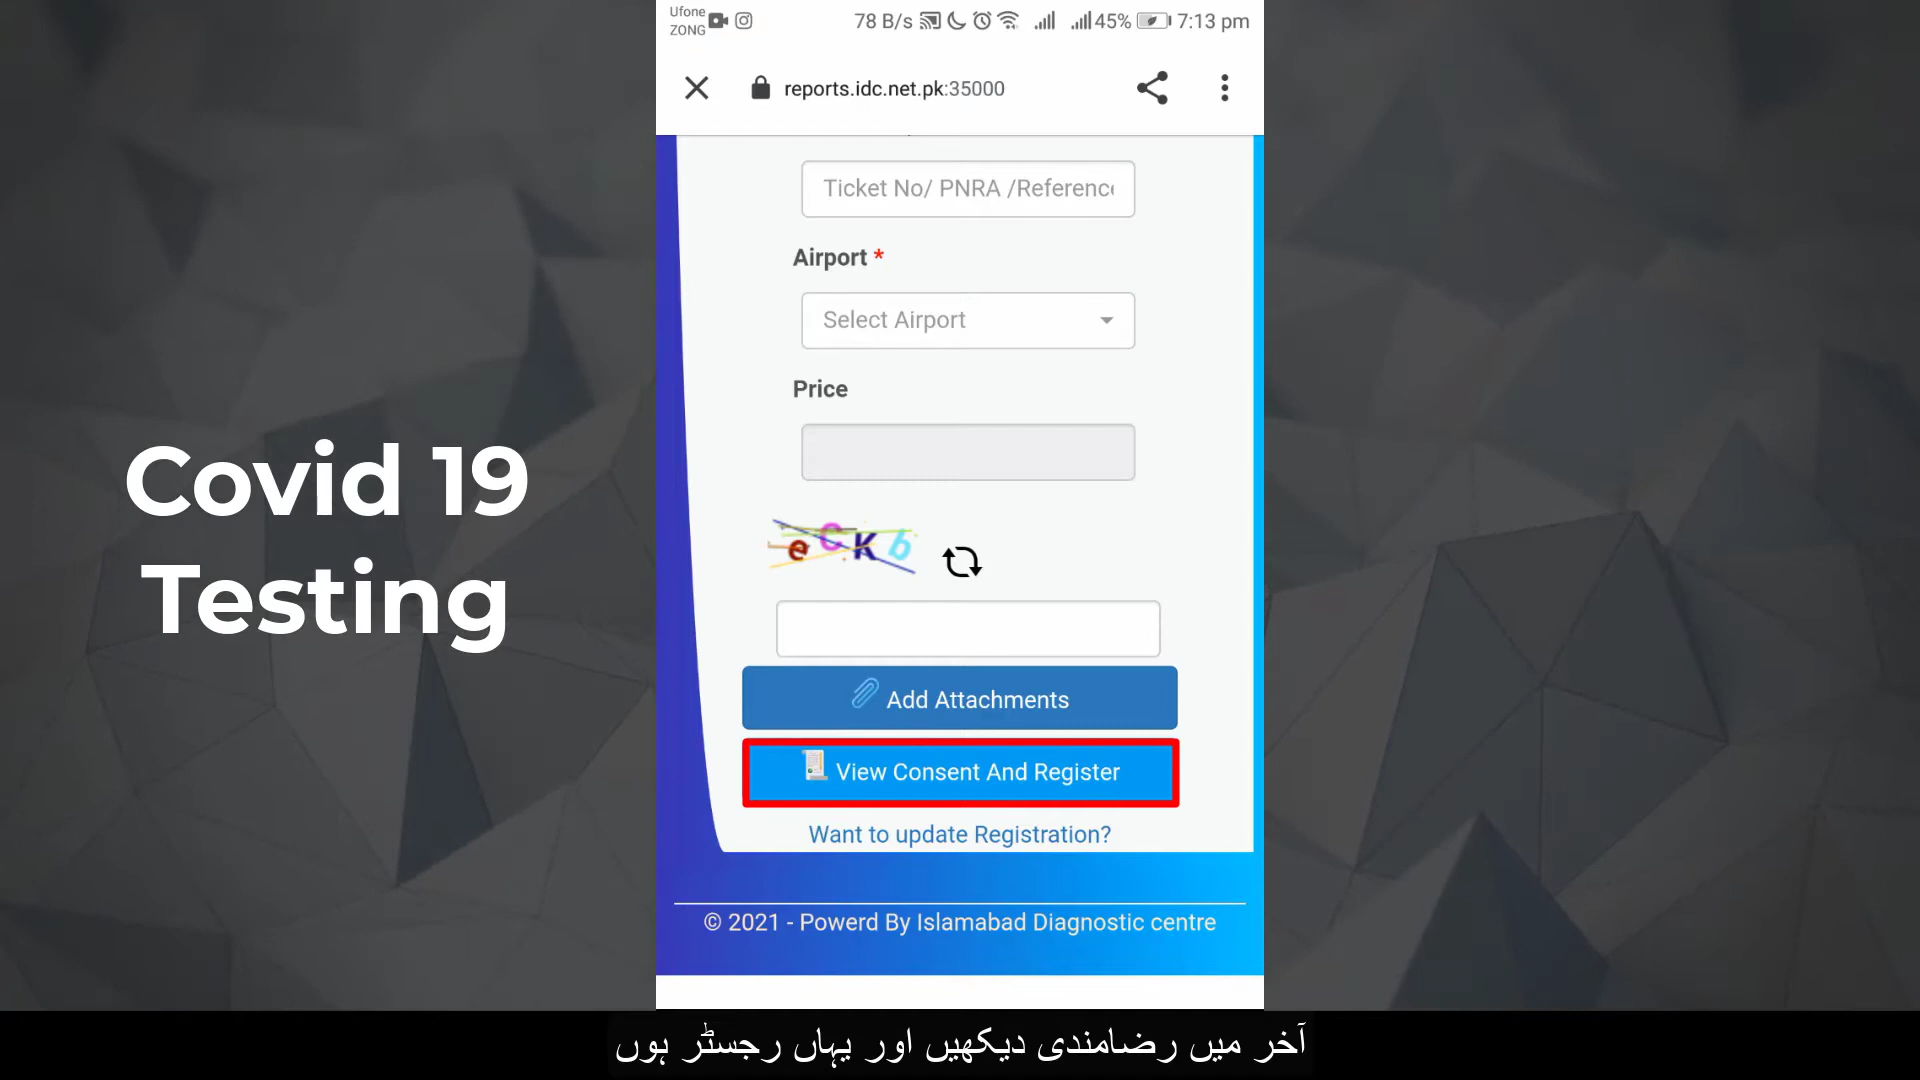 Ufone
ZONG
78 B/s
45%
7:13 pm
reports.idc.net.pk:35000
Ticket No/ PNRA /Referenc
Airport *
Select Airport
Price
eCKb
Add Attachments
View Consent And Register
Want to update Registration?
© 2021 - Powerd By Islamabad Diagnostic centre
Covid 19
Testing
آخر میں رضامندی دیکھیں اور یہاں رجسٹر ہوں